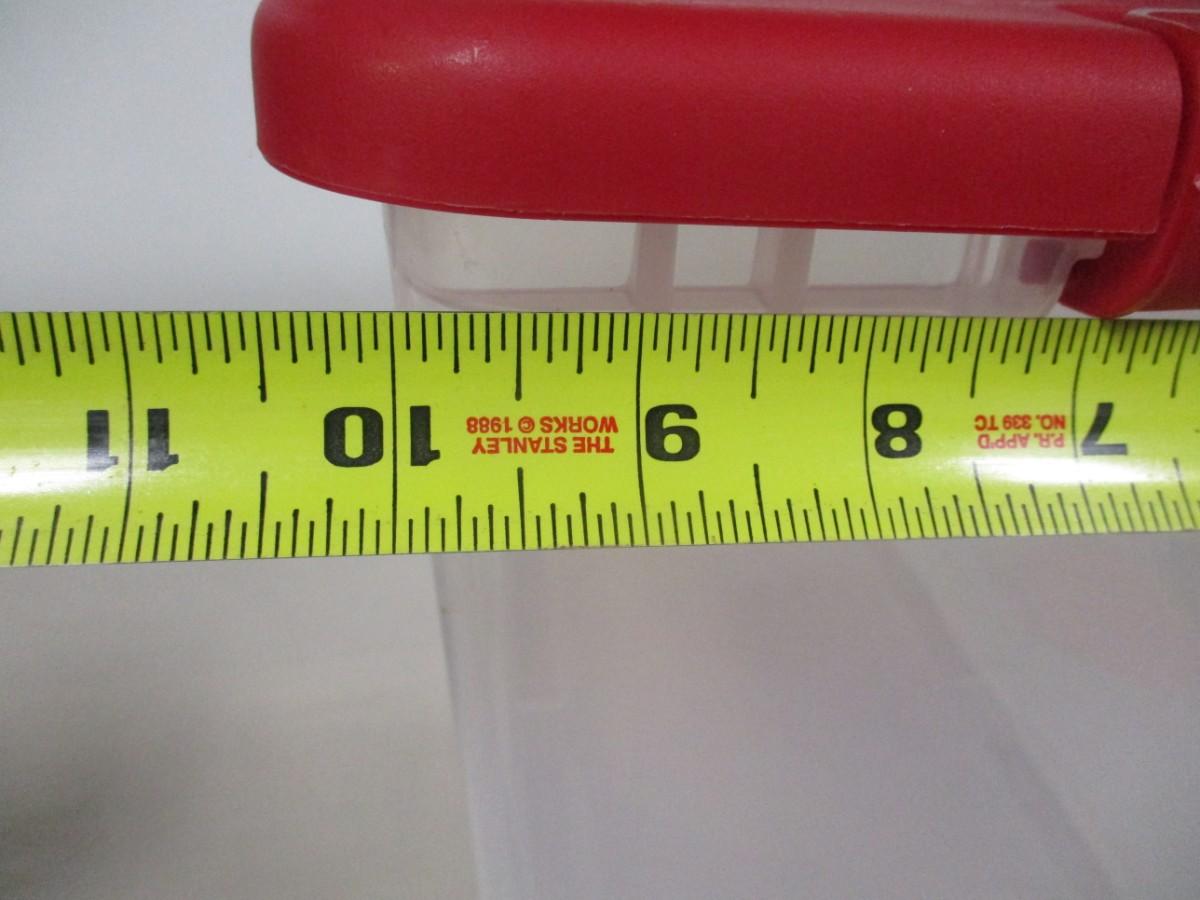 7
P.R. APP'D
NO. 339 TC
8
9
THE STANLEY
WORKS © 1988
10
11